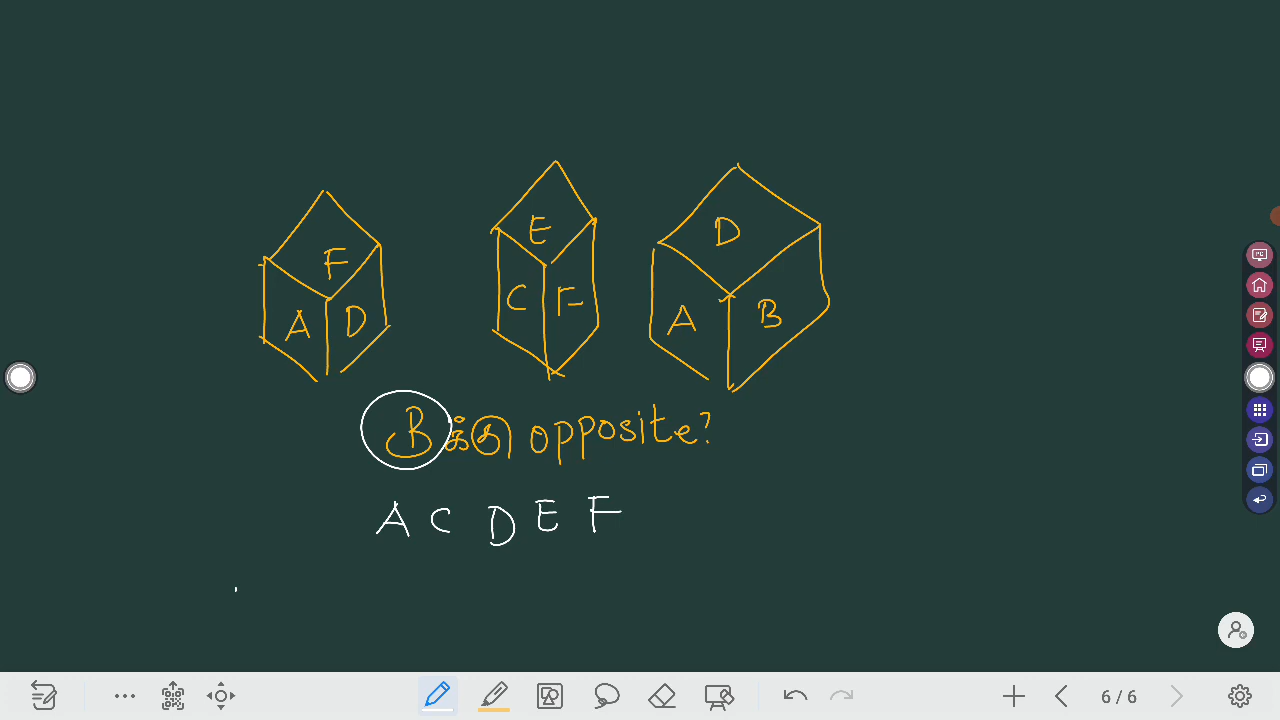 F
A D
E
C F
D
A B
B க்கு opposite?
A C D E F
6/6